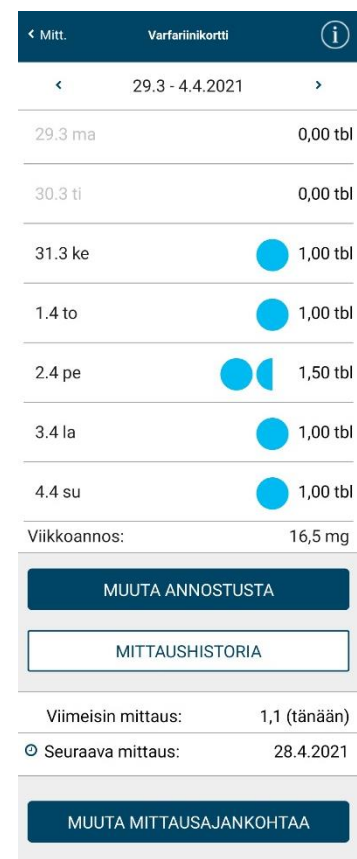 Mitt. Varfariinikortti i
29.3 - 4.4.2021
29.3 ma 0,00 tbl
30.3 ti 0,00 tbl
31.3 ke 1,00 tbl
1.4 to 1,00 tbl
2.4 pe 1,50 tbl
3.4 la 1,00 tbl
4.4 su 1,00 tbl
Viikkoannos: 16,5 mg
MUUTA ANNOSTUSTA
MITTAUSHISTORIA
Viimeisin mittaus: 1,1 (tänään)
Seuraava mittaus: 28.4.2021
MUUTA MITTAUSAJANKOHTAA